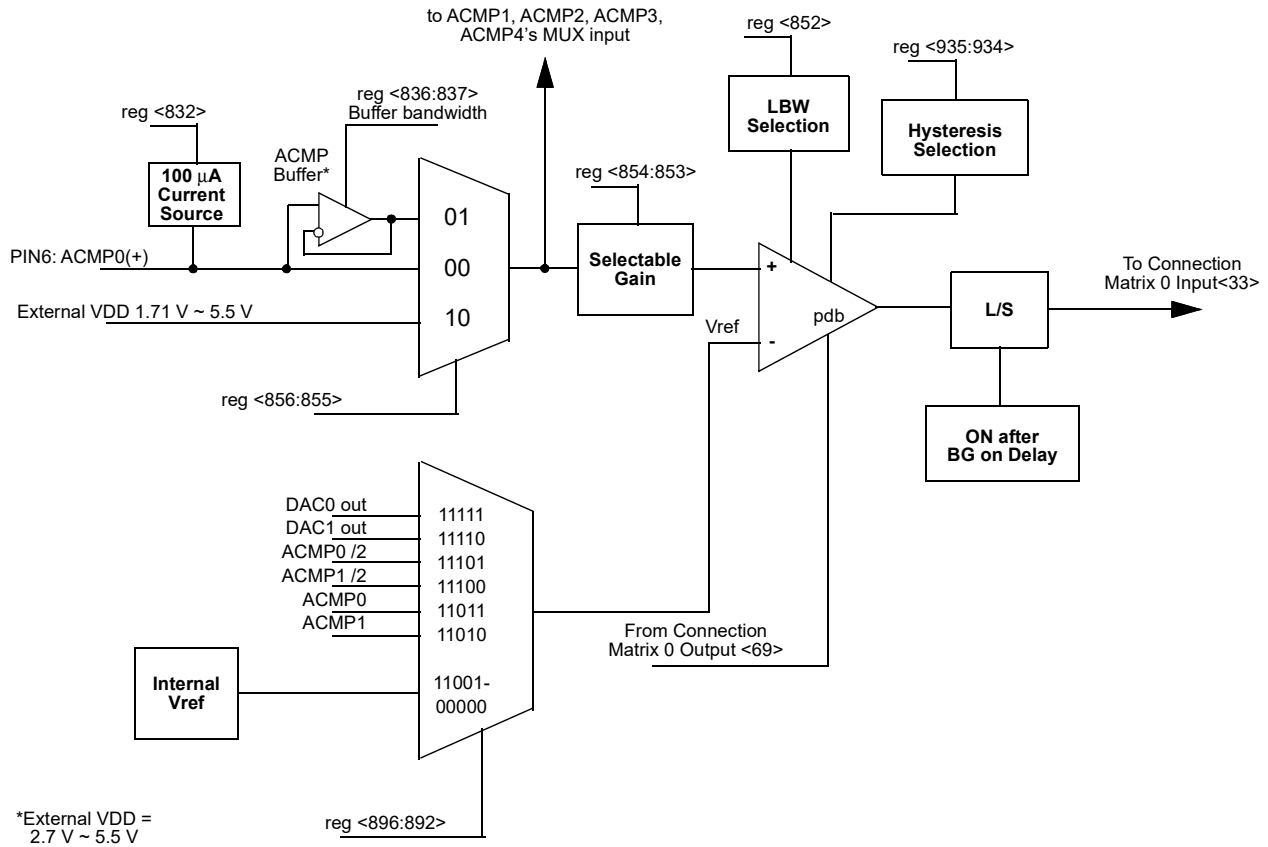 to ACMP1, ACMP2, ACMP3,
ACMP4's MUX input
reg <852>
reg <935:934>
reg <836:837>
Buffer bandwidth
reg <832>
LBW
Selection
Hysteresis
Selection
ACMP
Buffer*
100 µA
Current
Source
reg <854:853>
01
PIN6: ACMP0(+)
00
Selectable
Gain
+
To Connection
Matrix 0 Input<33>
External VDD 1.71 V ~ 5.5 V
10
Vref
pdb
L/S
-
reg <856:855>
ON after
BG on Delay
DAC0 out
11111
DAC1 out
11110
ACMP0 /2
11101
ACMP1 /2
11100
ACMP0
11011
ACMP1
11010
From Connection
Matrix 0 Output <69>
Internal
Vref
11001-
00000
*External VDD =
2.7 V ~ 5.5 V
reg <896:892>